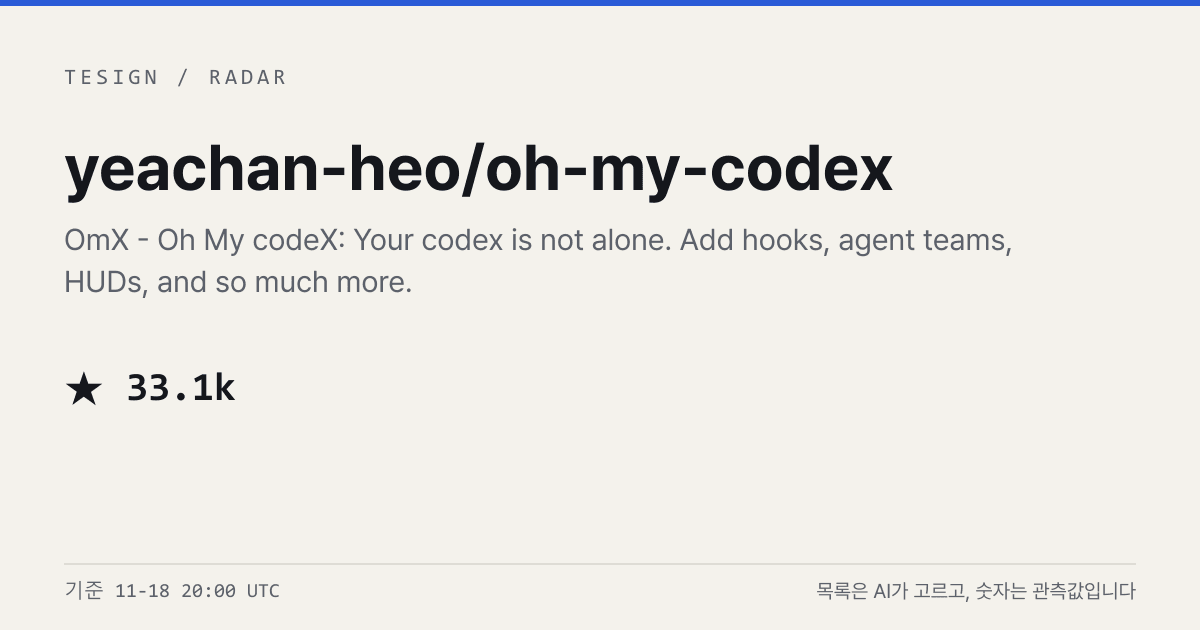 TESIGN / RADAR
yeachan-heo/oh-my-codex
OmX - Oh My codeX: Your codex is not alone. Add hooks, agent teams,
HUDs, and so much more.
★ 33.1k
기준 11-18 20:00 UTC
목록은 AI가 고르고, 숫자는 관측값입니다